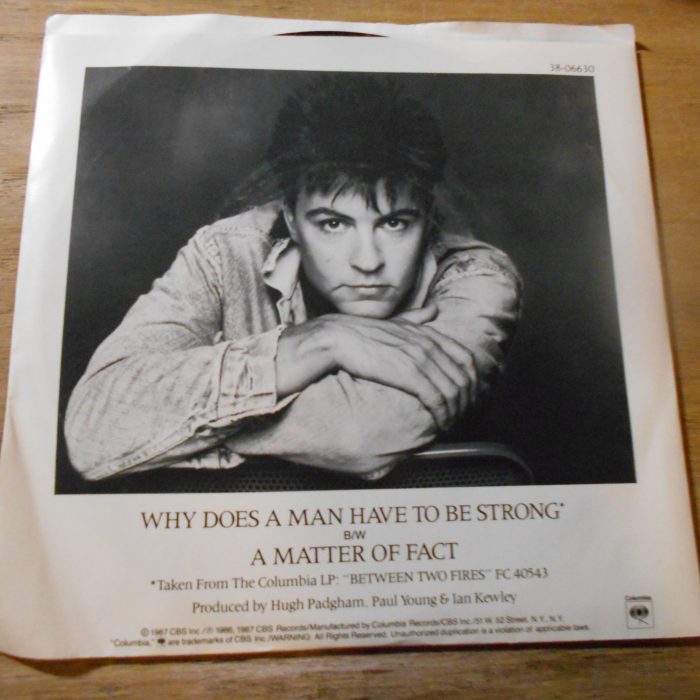 38-06630
WHY DOES A MAN HAVE TO BE STRONG*
B/W
A MATTER OF FACT
*Taken From The Columbia LP: "BETWEEN TWO FIRES" FC 40543
Produced by Hugh Padgham, Paul Young & Ian Kewley
Columbia
© 1987 CBS Inc./℗ 1986, 1987 CBS Records/Manufactured by Columbia Records/CBS Inc./51 W. 52 Street, N.Y., N.Y.
"Columbia," are trademarks of CBS Inc./WARNING: All Rights Reserved. Unauthorized duplication is a violation of applicable laws.